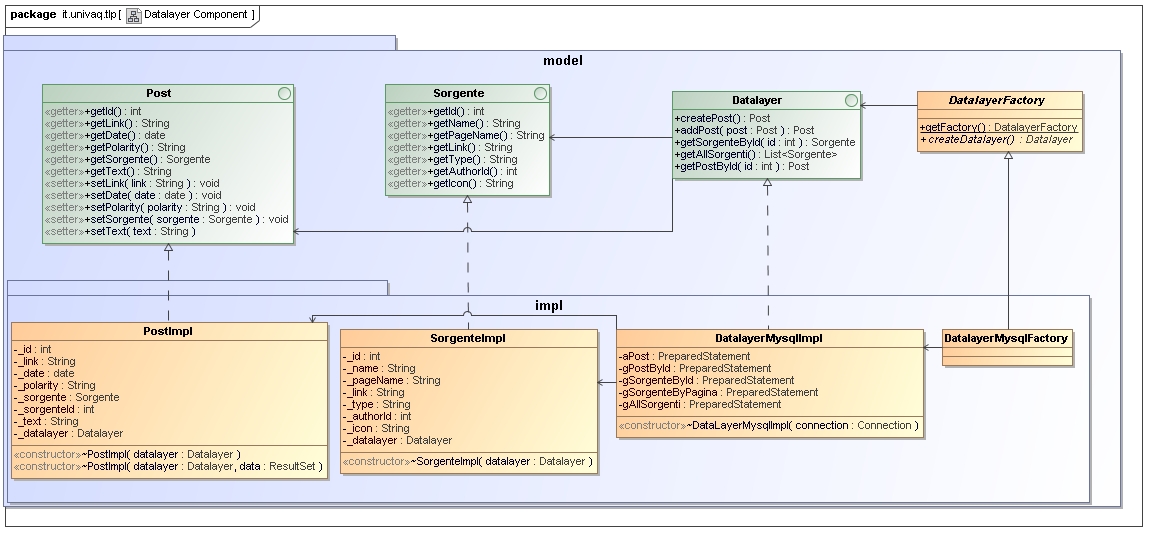 package it.univaq.tlp [ Datalayer Component ]
model
Post
«getter»+getId() : int
«getter»+getLink() : String
«getter»+getDate() : date
«getter»+getPolarity() : String
«getter»+getSorgente() : Sorgente
«getter»+getText() : String
«setter»+setLink( link : String ) : void
«setter»+setDate( date : date ) : void
«setter»+setPolarity( polarity : String ) : void
«setter»+setSorgente( sorgente : Sorgente ) : void
«setter»+setText( text : String )
Sorgente
«getter»+getId() : int
«getter»+getName() : String
«getter»+getPageName() : String
«getter»+getLink() : String
«getter»+getType() : String
«getter»+getAuthorId() : int
«getter»+getIcon() : String
Datalayer
+createPost() : Post
+addPost( post : Post ) : Post
+getSorgenteById( id : int ) : Sorgente
+getAllSorgenti() : List<Sorgente>
+getPostById( id : int ) : Post
DatalayerFactory
+getFactory() : DatalayerFactory
+ createDatalayer() : Datalayer
impl
PostImpl
-_id : int
-_link : String
-_date : date
-_polarity : String
-_sorgente : Sorgente
-_sorgenteId : int
-_text : String
-_datalayer : Datalayer
«constructor»~PostImpl( datalayer : Datalayer )
«constructor»~PostImpl( datalayer : Datalayer, data : ResultSet )
SorgenteImpl
-_id : int
-_name : String
-_pageName : String
-_link : String
-_type : String
-_authorId : int
-_icon : String
-_datalayer : Datalayer
«constructor»~SorgenteImpl( datalayer : Datalayer )
DatalayerMysqlImpl
-aPost : PreparedStatement
-gPostById : PreparedStatement
-gSorgenteById : PreparedStatement
-gSorgenteByPagina : PreparedStatement
-gAllSorgenti : PreparedStatement
«constructor»~DataLayerMysqlImpl( connection : Connection )
DatalayerMysqlFactory